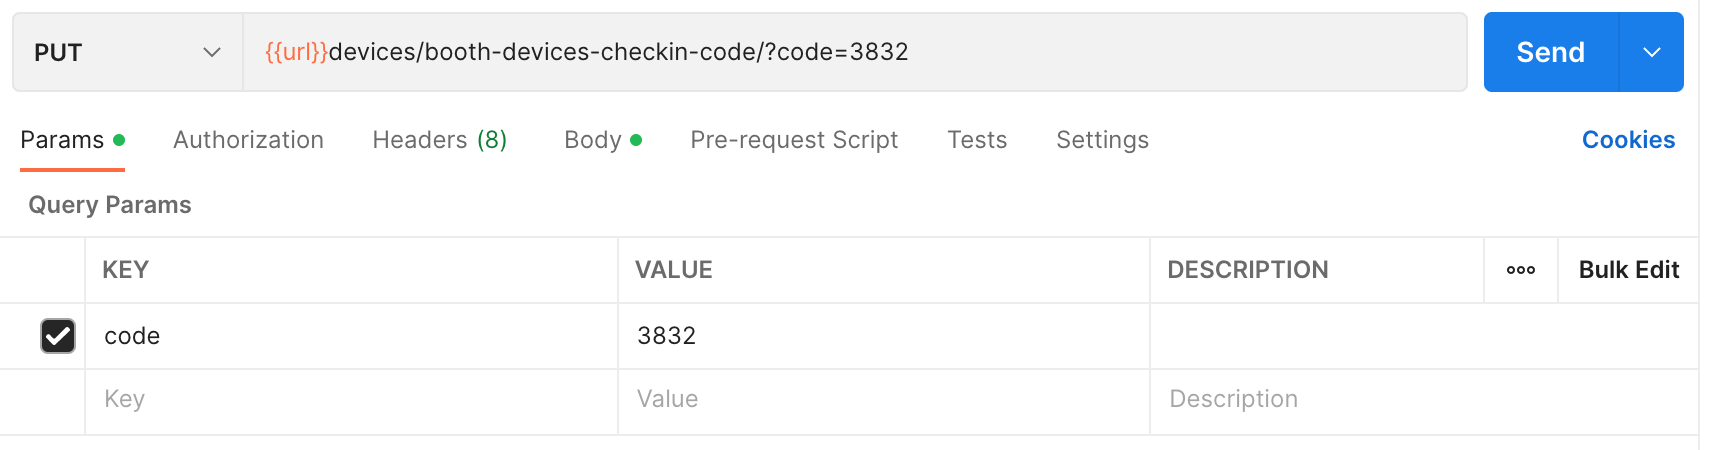 PUT {{url}}devices/booth-devices-checkin-code/?code=3832 Send
Params Authorization Headers (8) Body Pre-request Script Tests Settings Cookies
Query Params
KEY VALUE DESCRIPTION ooo Bulk Edit
code 3832
Key Value Description